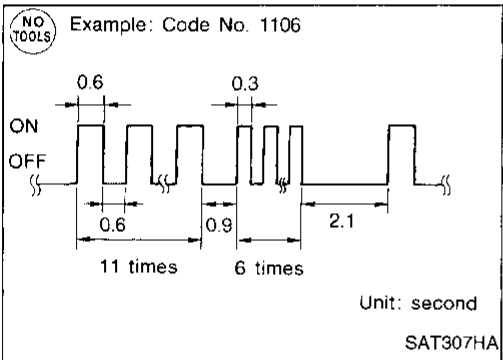 NO TOOLS
Example: Code No. 1106
0.6
0.3
ON
OFF
0.6
0.9
2.1
11 times
6 times
Unit: second
SAT307HA